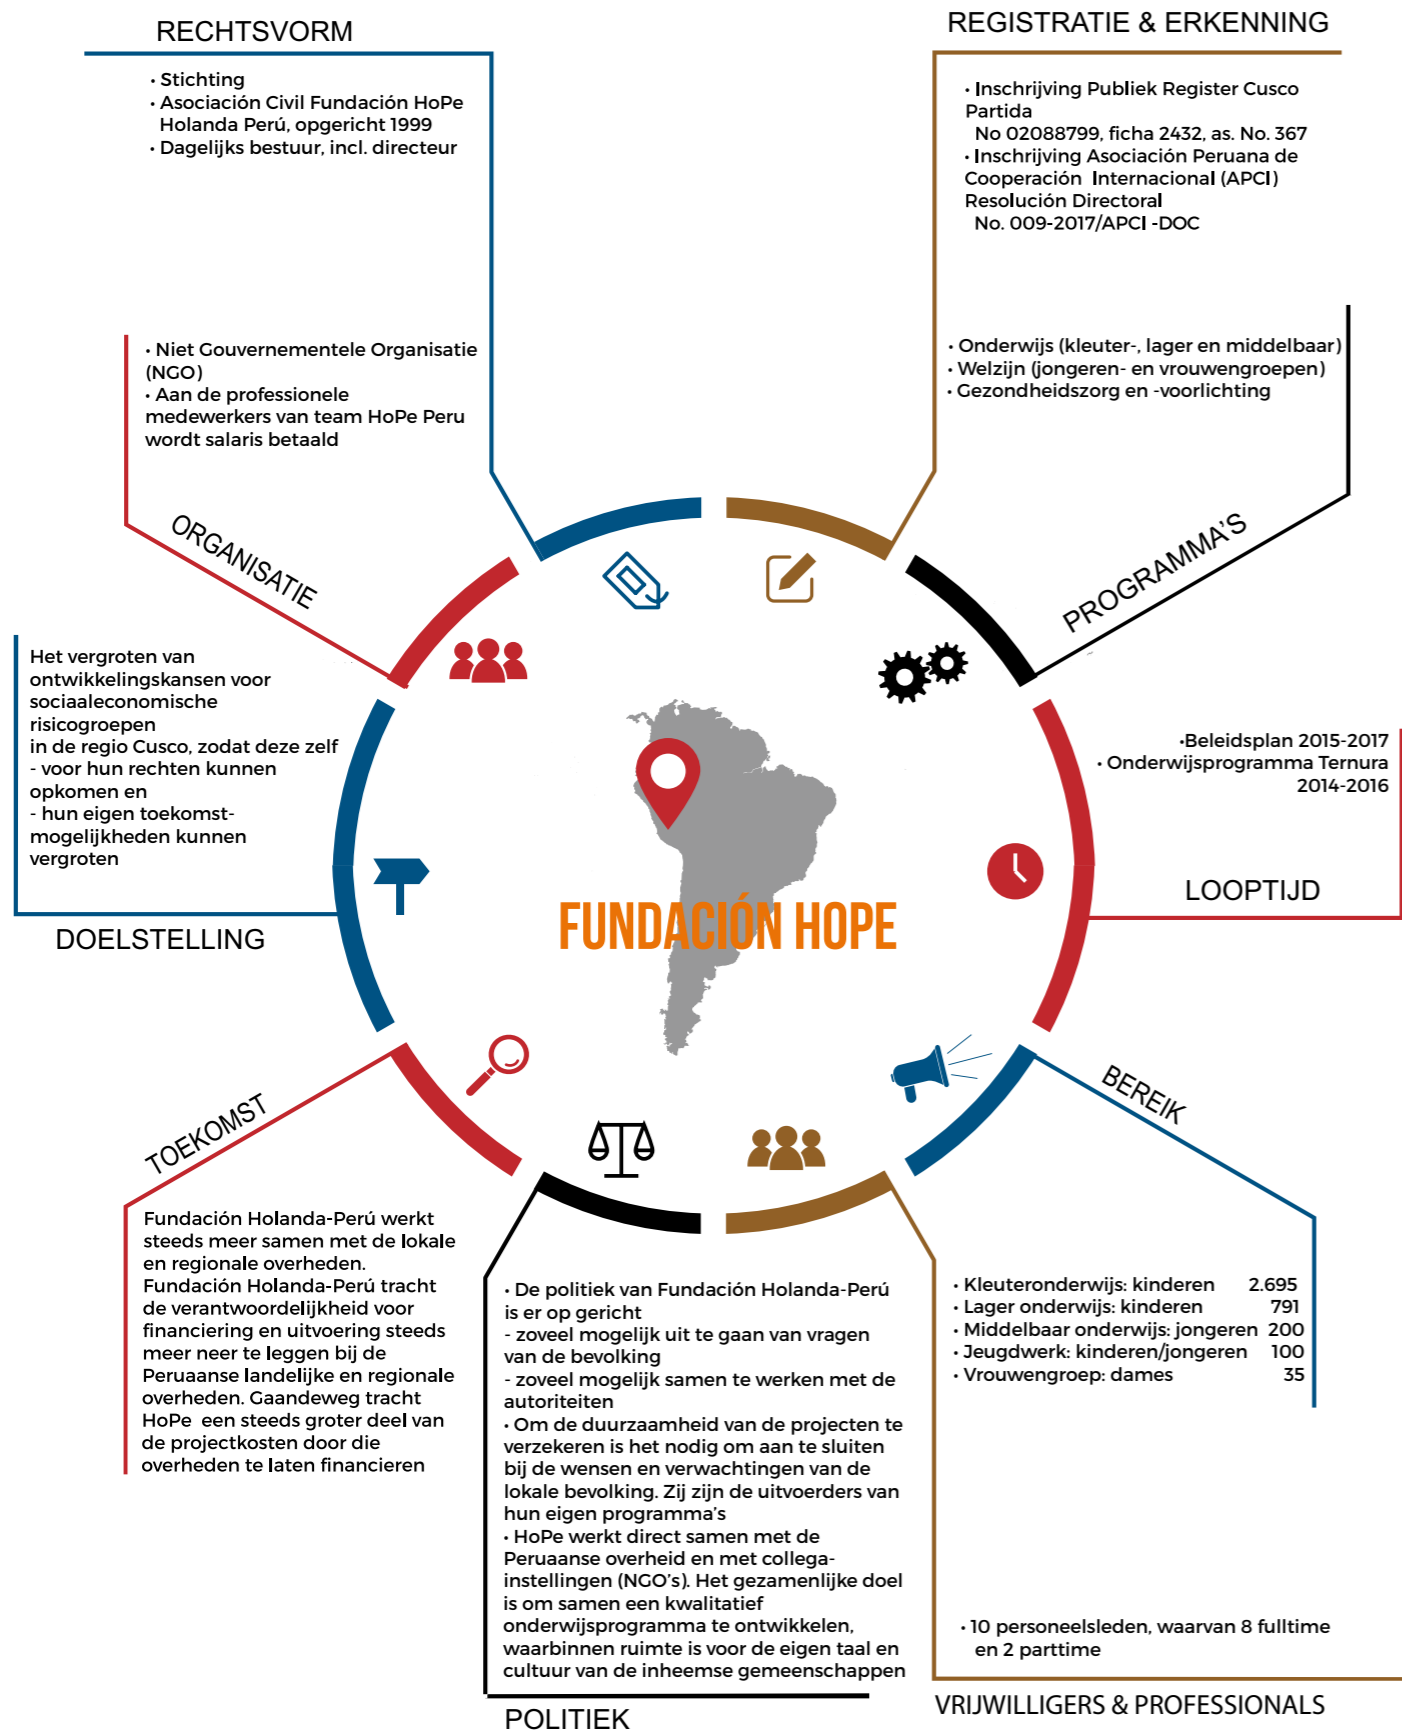 RECHTSVORM
• Stichting
• Asociación Civil Fundación HoPe
Holanda Perú, opgericht 1999
• Dagelijks bestuur, incl. directeur
REGISTRATIE & ERKENNING
• Inschrijving Publiek Register Cusco
Partida
No 02088799, ficha 2432, as. No. 367
• Inschrijving Asociación Peruana de
Cooperación Internacional (APCI)
Resolución Directoral
No. 009-2017/APCI -DOC
• Niet Gouvernementele Organisatie
(NGO)
• Aan de professionele
medewerkers van team HoPe Peru
wordt salaris betaald
ORGANISATIE
• Onderwijs (kleuter-, lager en middelbaar)
• Welzijn (jongeren- en vrouwengroepen)
• Gezondheidszorg en -voorlichting
PROGRAMMA'S
Het vergroten van
ontwikkelingskansen voor
sociaaleconomische
risicogroepen
in de regio Cusco, zodat deze zelf
- voor hun rechten kunnen
opkomen en
- hun eigen toekomst-
mogelijkheden kunnen
vergroten
DOELSTELLING
•Beleidsplan 2015-2017
• Onderwijsprogramma Ternura
2014-2016
LOOPTIJD
FUNDACIÓN HOPE
TOEKOMST
Fundación Holanda-Perú werkt
steeds meer samen met de lokale
en regionale overheden.
Fundación Holanda-Perú tracht
de verantwoordelijkheid voor
financiering en uitvoering steeds
meer neer te leggen bij de
Peruaanse landelijke en regionale
overheden. Gaandeweg tracht
HoPe een steeds groter deel van
de projectkosten door die
overheden te laten financieren
• De politiek van Fundación Holanda-Perú
is er op gericht
- zoveel mogelijk uit te gaan van vragen
van de bevolking
- zoveel mogelijk samen te werken met de
autoriteiten
• Om de duurzaamheid van de projecten te
verzekeren is het nodig om aan te sluiten
bij de wensen en verwachtingen van de
lokale bevolking. Zij zijn de uitvoerders van
hun eigen programma's
• HoPe werkt direct samen met de
Peruaanse overheid en met collega-
instellingen (NGO's). Het gezamenlijke doel
is om samen een kwalitatief
onderwijsprogramma te ontwikkelen,
waarbinnen ruimte is voor de eigen taal en
cultuur van de inheemse gemeenschappen
POLITIEK
BEREIK
• Kleuteronderwijs: kinderen 2.695
• Lager onderwijs: kinderen 791
• Middelbaar onderwijs: jongeren 200
• Jeugdwerk: kinderen/jongeren 100
• Vrouwengroep: dames 35
• 10 personeelsleden, waarvan 8 fulltime
en 2 parttime
VRIJWILLIGERS & PROFESSIONALS